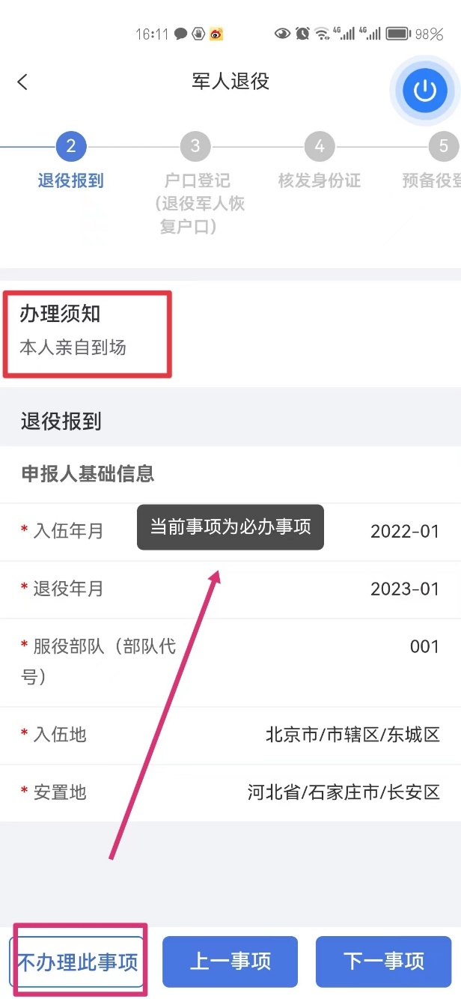 16:11 4G 4G 98%
军人退役
2 3 4 5
退役报到 户口登记 核发身份证 预备役登
（退役军人恢
复户口）
办理须知
本人亲自到场
退役报到
申报人基础信息
* 入伍年月 当前事项为必办事项 2022-01
* 退役年月 2023-01
* 服役部队（部队代 001
号）
* 入伍地 北京市/市辖区/东城区
* 安置地 河北省/石家庄市/长安区
不办理此事项 上一事项 下一事项